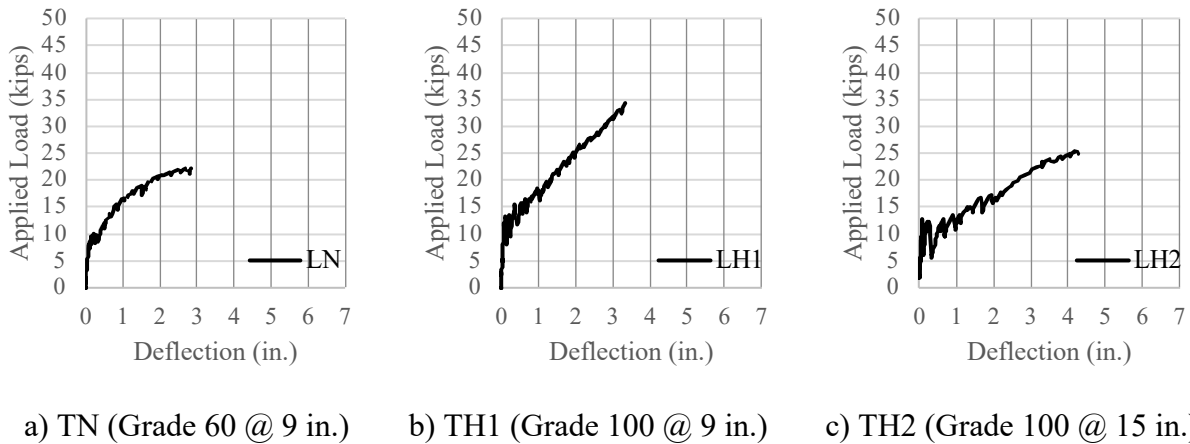 50
45
40
35
30
25
20
15
10
5
0
Applied Load (kips)
LN
0 1 2 3 4 5 6 7
Deflection (in.)
50
45
40
35
30
25
20
15
10
5
0
Applied Load (kips)
LH1
0 1 2 3 4 5 6 7
Deflection (in.)
50
45
40
35
30
25
20
15
10
5
0
Applied Load (kips)
LH2
0 1 2 3 4 5 6 7
Deflection (in.)
a) TN (Grade 60 @ 9 in.)
b) TH1 (Grade 100 @ 9 in.)
c) TH2 (Grade 100 @ 15 in.